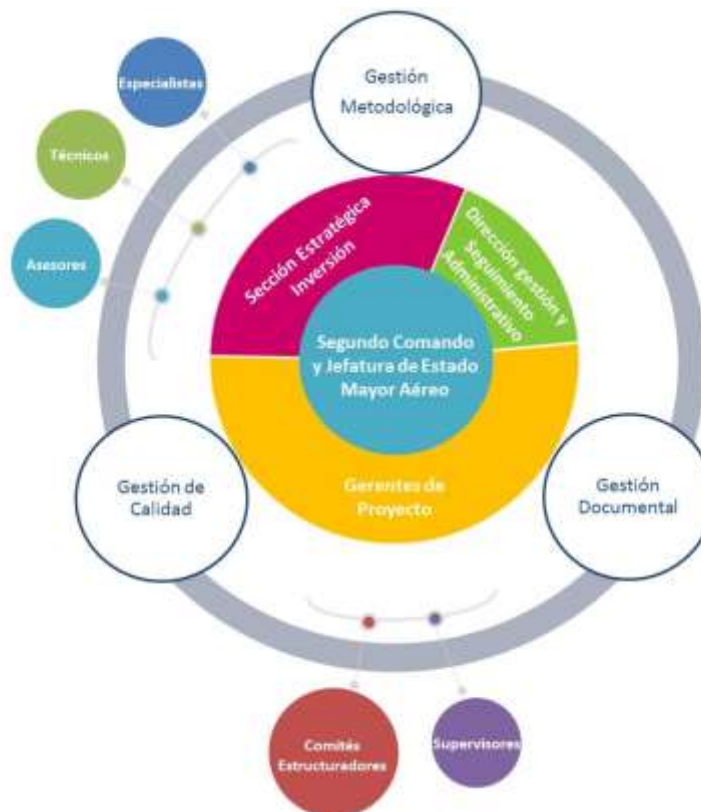 Gestión
Metodológica
Especialistas
Técnicos
Asesores
Sección Estratégica
Inversión
Dirección gestión y
Seguimiento
Administrativo
Segundo Comando
y Jefatura de Estado
Mayor Aéreo
Gerentes de
Proyecto
Gestión de
Calidad
Gestión
Documental
Comités
Estructuradores
Supervisores